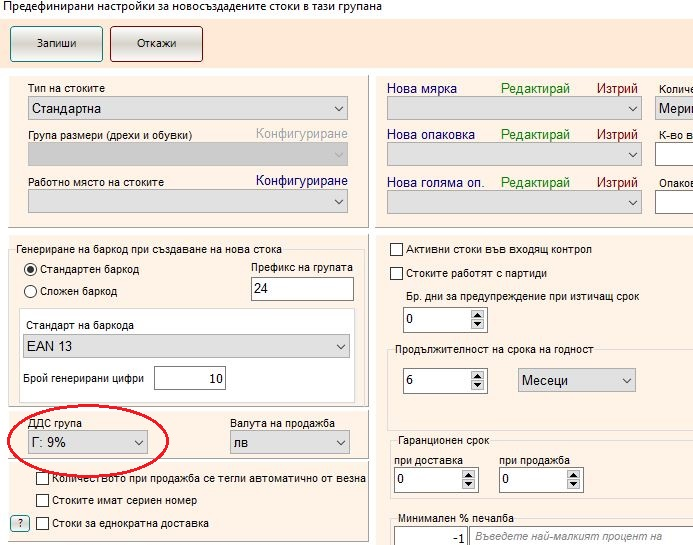 Предефинирани настройки за новосъздадените стоки в тази групана
Запиши
Откажи
Тип на стоките
Стандартна
Група размери (дрехи и обувки) Конфигуриране
Работно място на стоките Конфигуриране
Нова мярка Редактирай Изтрий
Нова опаковка Редактирай Изтрий
Нова голяма оп. Редактирай Изтрий
Количе
Мери
К-во в
Опаков
Генериране на баркод при създаване на нова стока
Стандартен баркод
Сложен баркод
Префикс на групата
24
Стандарт на баркода
EAN 13
Брой генерирани цифри 10
ДДС група
Г: 9%
Валута на продажба
лв
Количеството при продажба се тегли автоматично от везна
Стоките имат сериен номер
? Стоки за еднократна доставка
Активни стоки във входящ контрол
Стоките работят с партиди
Бр. дни за предупреждение при изтичащ срок
0
Продължителност на срока на годност
6 Месеци
Гаранционен срок
при доставка при продажба
0 0
Минимален % печалба
-1 Въведете най-малкият процент на